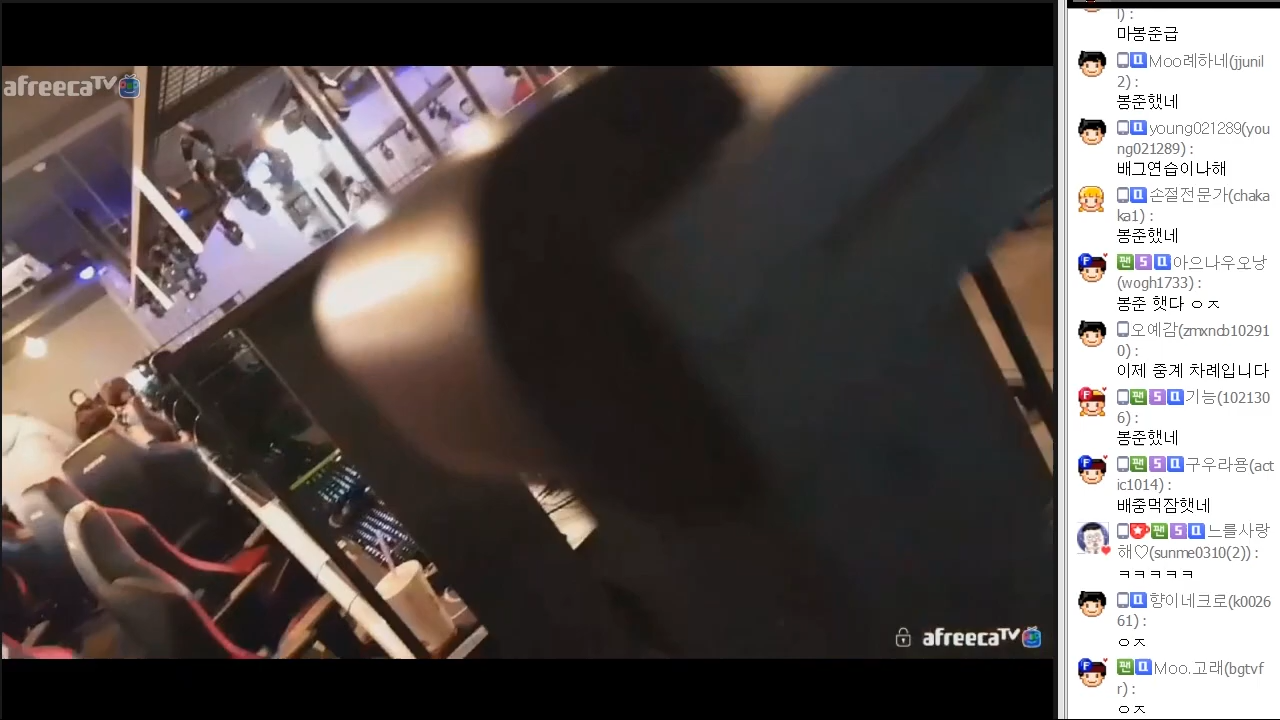 afreecaTV
afreecaTV
) :
마봉준급
Moo례하네(jjunil
2) :
봉준했네
young021289(you
ng021289) :
배그연습이나해
손절전문가(chaka
ka1) :
봉준했네
팬 S 아으나우오낭
(wogh1733) :
봉준 햇다 ㅇㅈ
오예감(zmxncb10291
0) :
이제 중계 차례입니다
팬 S 기능(102130
6) :
봉준했네
팬 S 구우라용(act
ic1014) :
배중먹잠햇네
팬 S 느를사랑
해♡(sunme0310(2)) :
ㅋㅋㅋㅋㅋ
향이네크로(k0026
61) :
ㅇㅈ
팬 Moo.고래(bgtvf
r) :
ㅇㅈ